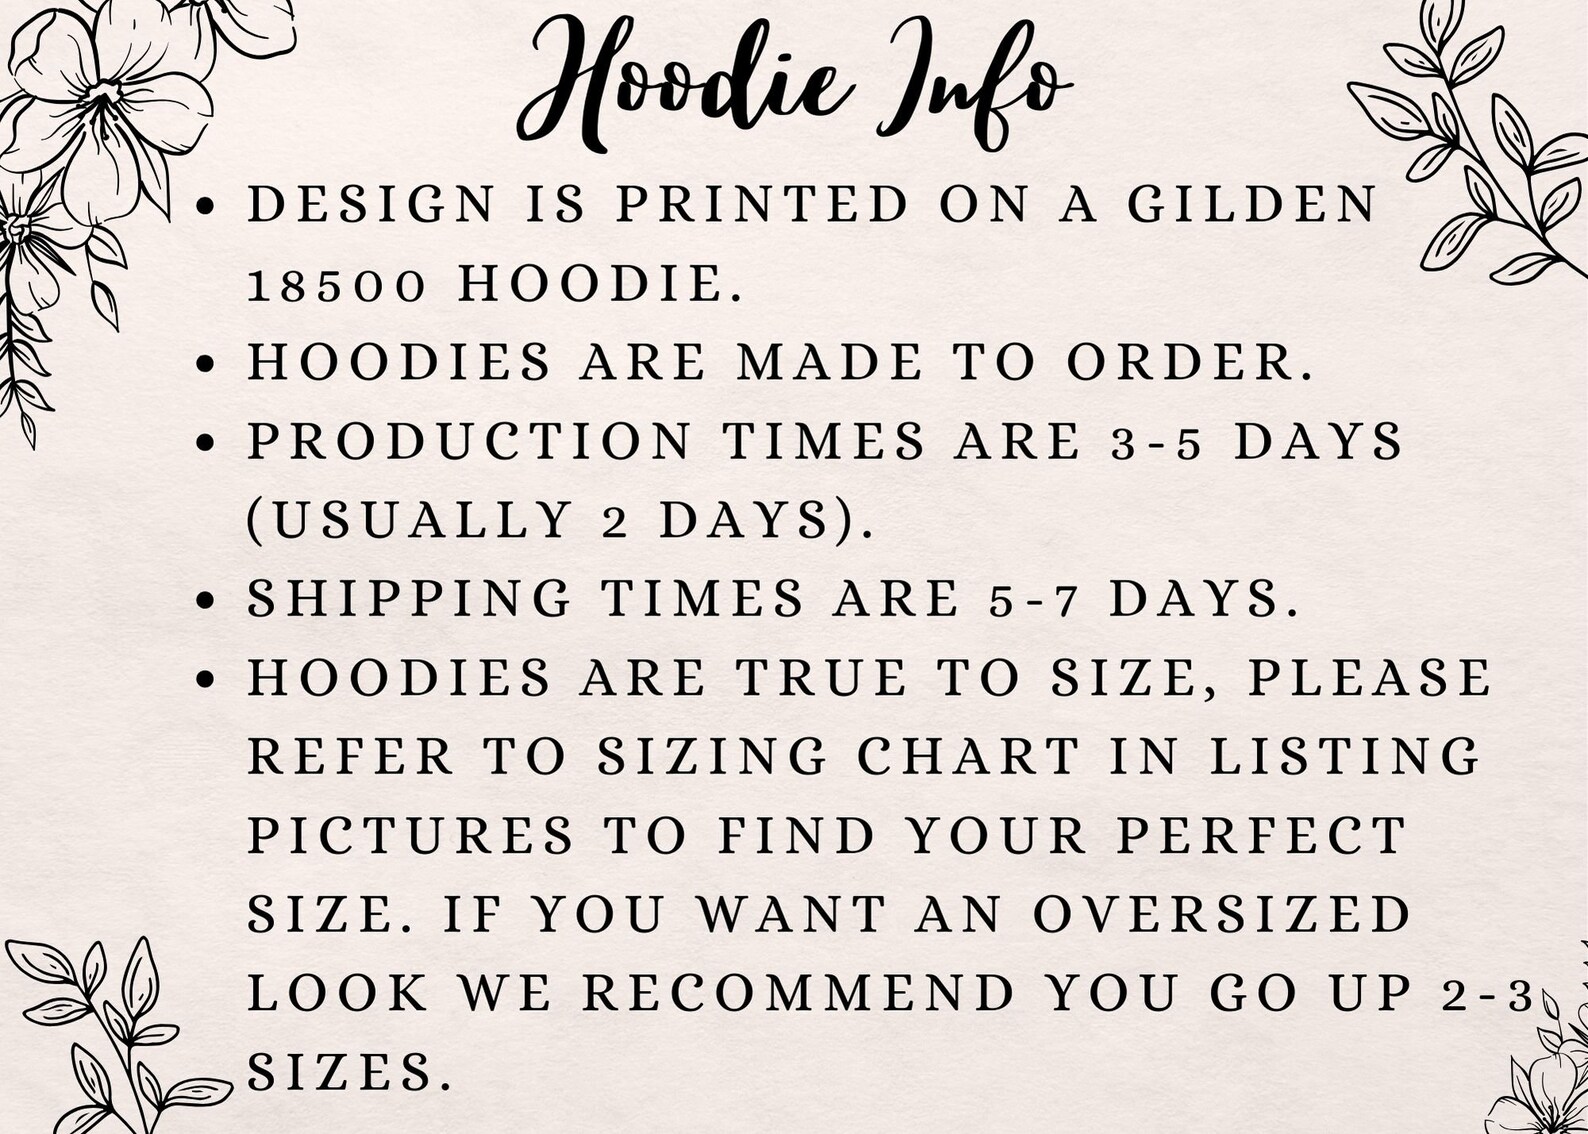 Hoodie Info
• DESIGN IS PRINTED ON A GILDEN
18500 HOODIE.
• HOODIES ARE MADE TO ORDER.
• PRODUCTION TIMES ARE 3-5 DAYS
(USUALLY 2 DAYS).
• SHIPPING TIMES ARE 5-7 DAYS.
• HOODIES ARE TRUE TO SIZE, PLEASE
REFER TO SIZING CHART IN LISTING
PICTURES TO FIND YOUR PERFECT
SIZE. IF YOU WANT AN OVERSIZED
LOOK WE RECOMMEND YOU GO UP 2-3
SIZES.